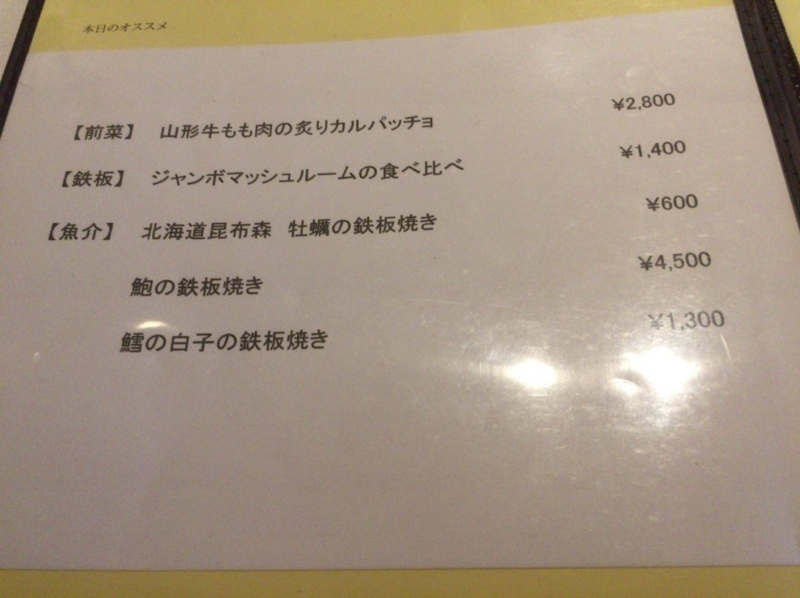 本日のオススメ
【前菜】 山形牛もも肉の炙りカルパッチョ ¥2,800
【鉄板】 ジャンボマッシュルームの食べ比べ ¥1,400
【魚介】 北海道昆布森 牡蠣の鉄板焼き ¥600
鮑の鉄板焼き ¥4,500
鱈の白子の鉄板焼き ¥1,300